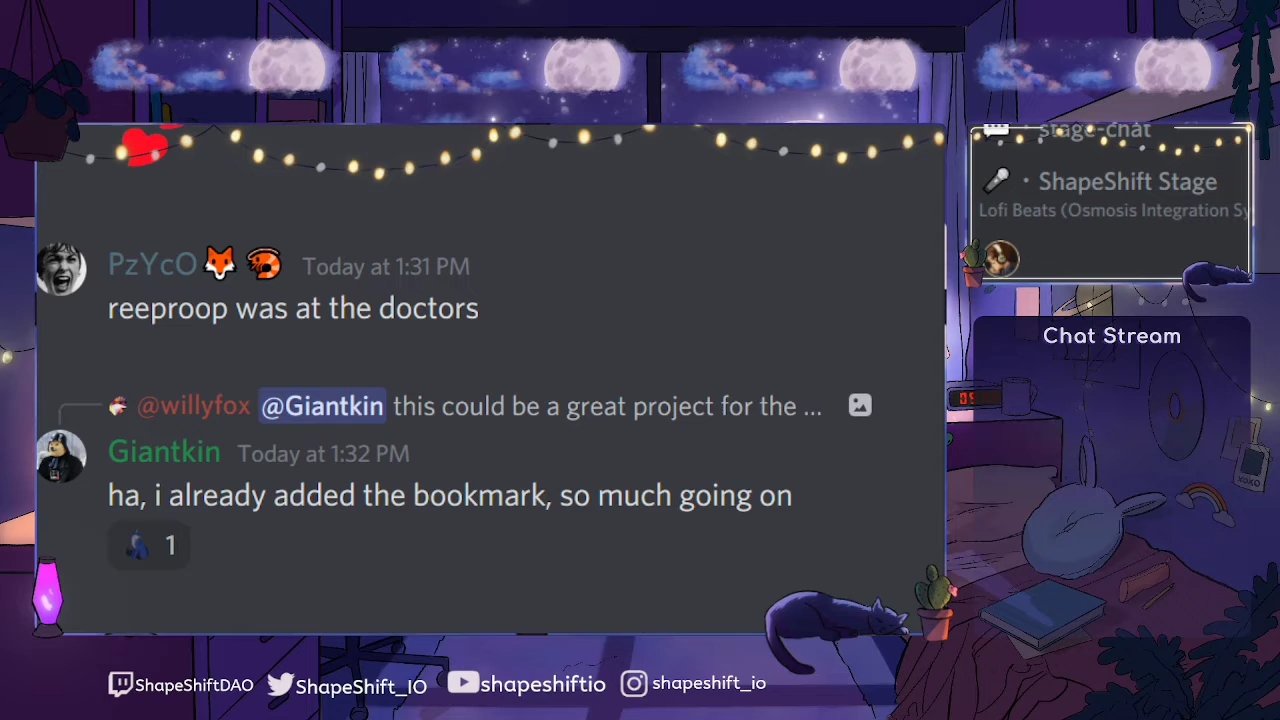 stage-chat
ShapeShift Stage
Lofi Beats (Osmosis Integration Sy
PzYcO Today at 1:31 PM
reeproop was at the doctors
@willyfox @Giantkin this could be a great project for the ...
Giantkin Today at 1:32 PM
ha, i already added the bookmark, so much going on
1
Chat Stream
ShapeShiftDAO ShapeShift_IO shapeshiftio shapeshift_io